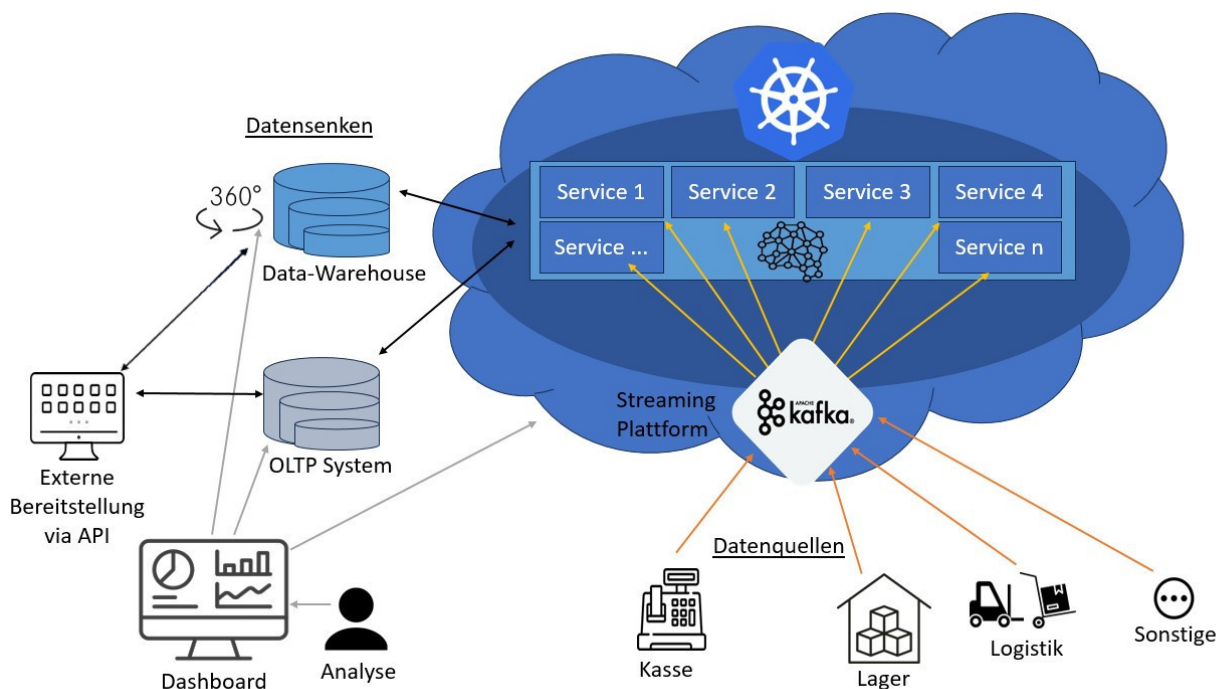 Datensenken
360°
Data-Warehouse
Service 1
Service 2
Service 3
Service 4
Service ...
Service n
OLTP System
Externe
Bereitstellung
via API
Streaming
Plattform
APACHE
kafka®
Datenquellen
Dashboard
Analyse
Kasse
Lager
Logistik
Sonstige